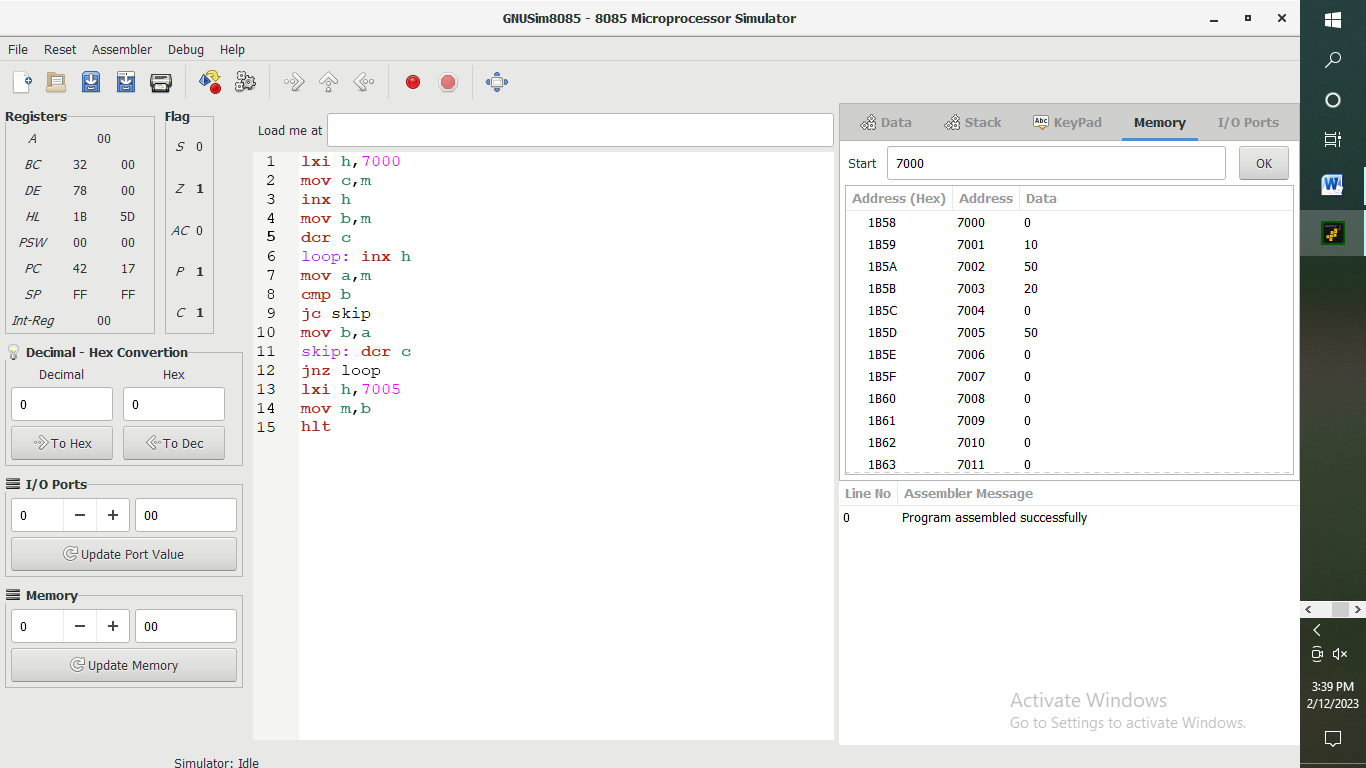 GNUSim8085 - 8085 Microprocessor Simulator
File Reset Assembler Debug Help
Registers
A 00
BC 32 00
DE 78 00
HL 1B 5D
PSW 00 00
PC 42 17
SP FF FF
Int-Reg 00
Flag
S 0
Z 1
AC 0
P 1
C 1
Decimal - Hex Convertion
Decimal Hex
0 0
To Hex To Dec
I/O Ports
0 − + 00
Update Port Value
Memory
0 − + 00
Update Memory
Load me at
1 lxi h,7000
2 mov c,m
3 inx h
4 mov b,m
5 dcr c
6 loop: inx h
7 mov a,m
8 cmp b
9 jc skip
10 mov b,a
11 skip: dcr c
12 jnz loop
13 lxi h,7005
14 mov m,b
15 hlt
Data Stack Abc KeyPad Memory I/O Ports
Start 7000 OK
Address (Hex) Address Data
1B58 7000 0
1B59 7001 10
1B5A 7002 50
1B5B 7003 20
1B5C 7004 0
1B5D 7005 50
1B5E 7006 0
1B5F 7007 0
1B60 7008 0
1B61 7009 0
1B62 7010 0
1B63 7011 0
Line No Assembler Message
0 Program assembled successfully
Activate Windows
Go to Settings to activate Windows.
Simulator: Idle
W
3:39 PM
2/12/2023